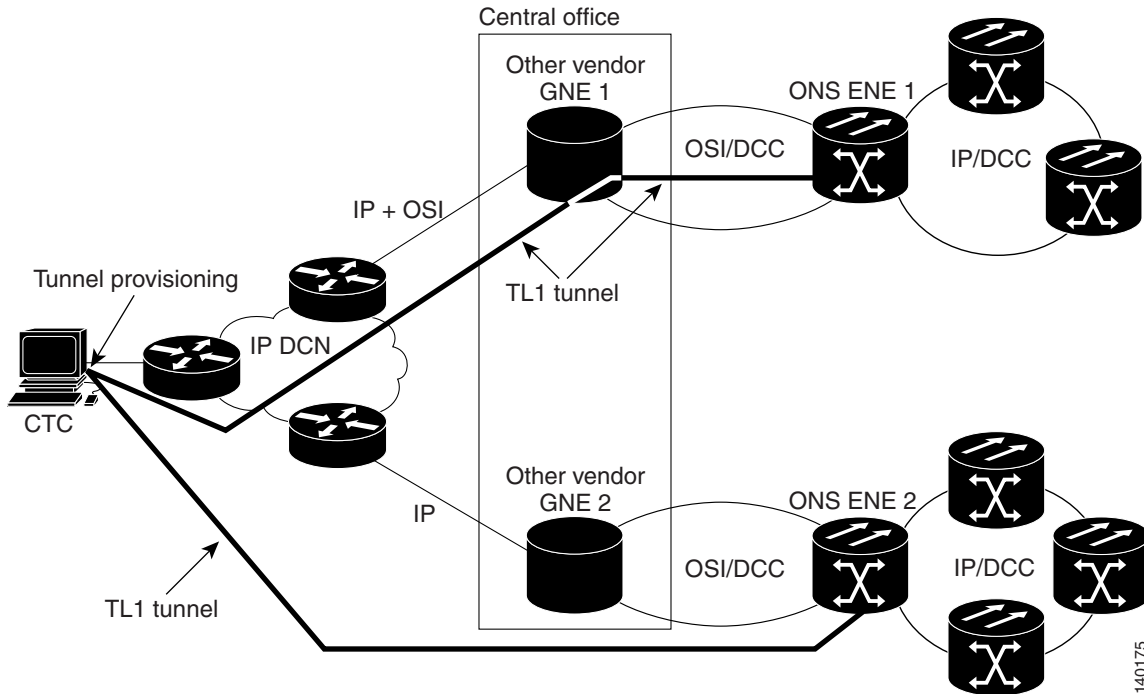 Central office
Other vendor
GNE 1
ONS ENE 1
OSI/DCC
IP/DCC
IP + OSI
Tunnel provisioning
TL1 tunnel
IP DCN
CTC
Other vendor
GNE 2
ONS ENE 2
IP
OSI/DCC
IP/DCC
TL1 tunnel
140175